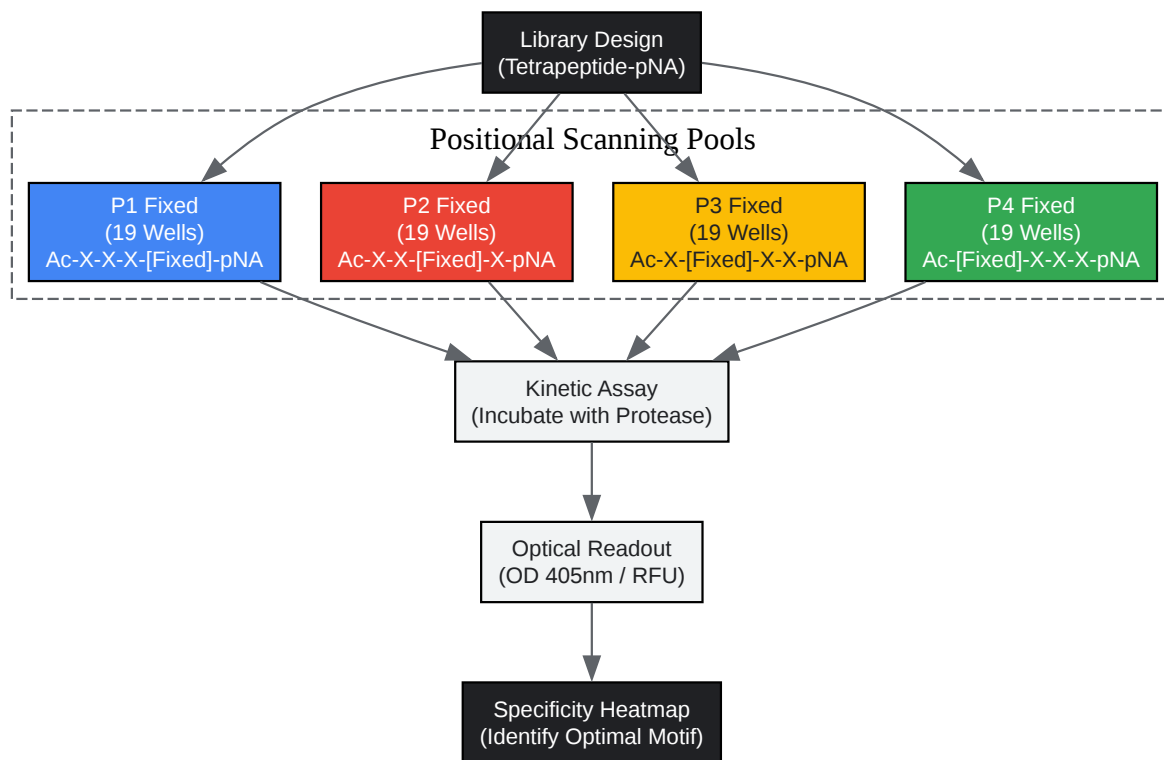 Library Design
(Tetrapeptide-pNA)
Positional Scanning Pools
P1 Fixed
(19 Wells)
Ac-X-X-X-[Fixed]-pNA
P2 Fixed
(19 Wells)
Ac-X-X-[Fixed]-X-pNA
P3 Fixed
(19 Wells)
Ac-X-[Fixed]-X-X-pNA
P4 Fixed
(19 Wells)
Ac-[Fixed]-X-X-X-pNA
Kinetic Assay
(Incubate with Protease)
Optical Readout
(OD 405nm / RFU)
Specificity Heatmap
(Identify Optimal Motif)